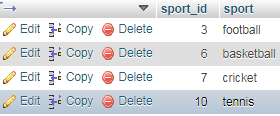 sport_id sport
Edit Copy Delete 3 football
Edit Copy Delete 6 basketball
Edit Copy Delete 7 cricket
Edit Copy Delete 10 tennis